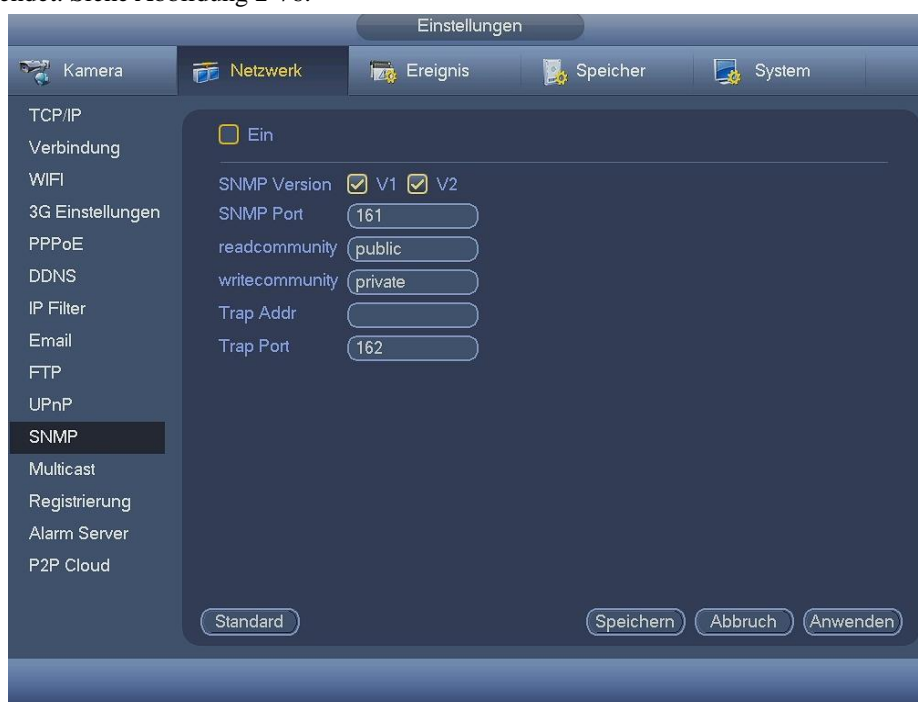 Siehe
Einstellungen
Kamera Netzwerk Ereignis Speicher System
TCP/IP
Verbindung
WIFI
3G Einstellungen
PPPoE
DDNS
IP Filter
Email
FTP
UPnP
SNMP
Multicast
Registrierung
Alarm Server
P2P Cloud
Ein
SNMP Version V1 V2
SNMP Port 161
readcommunity public
writecommunity private
Trap Addr
Trap Port 162
Standard Speichern Abbruch Anwenden